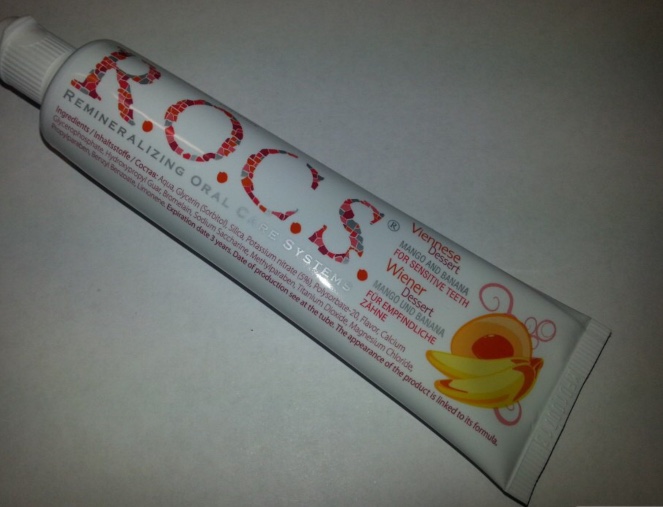 R.O.C.S.®
REMINERALIZING ORAL CARE SYSTEMS
Viennese
Dessert
MANGO AND BANANA
FOR SENSITIVE TEETH
Wiener
Dessert
MANGO UND BANANA
FÜR EMPFINDLICHE
ZÄHNE
Ingredients / Inhaltsstoffe / Состав: Aqua, Glycerin (Sorbitol), Silica, Potassium nitrate (5%), Polysorbate-20, Flavor, Calcium
Glycerophosphate, Hydroxypropyl Guar, Bromelain, Sodium Saccharine, Methylparaben, Titanium Dioxide, Magnesium Chloride,
Propylparaben, Benzyl Benzoate, Limonene. Expiration date 3 years. Date of production see at the tube. The appearance of the product is linked to its formula.